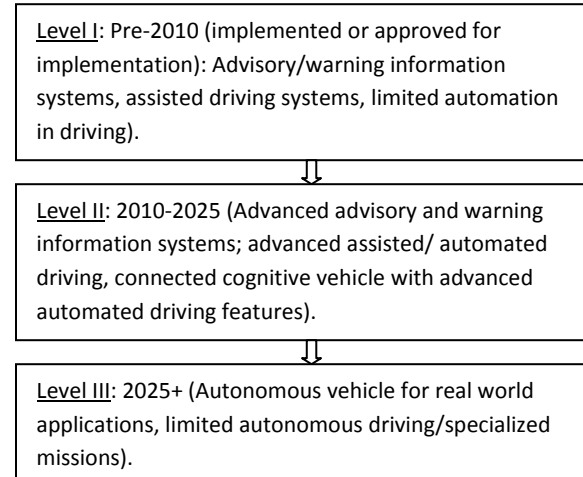 Level I: Pre-2010 (implemented or approved for
implementation): Advisory/warning information
systems, assisted driving systems, limited automation
in driving).
Level II: 2010-2025 (Advanced advisory and warning
information systems; advanced assisted/ automated
driving, connected cognitive vehicle with advanced
automated driving features).
Level III: 2025+ (Autonomous vehicle for real world
applications, limited autonomous driving/specialized
missions).